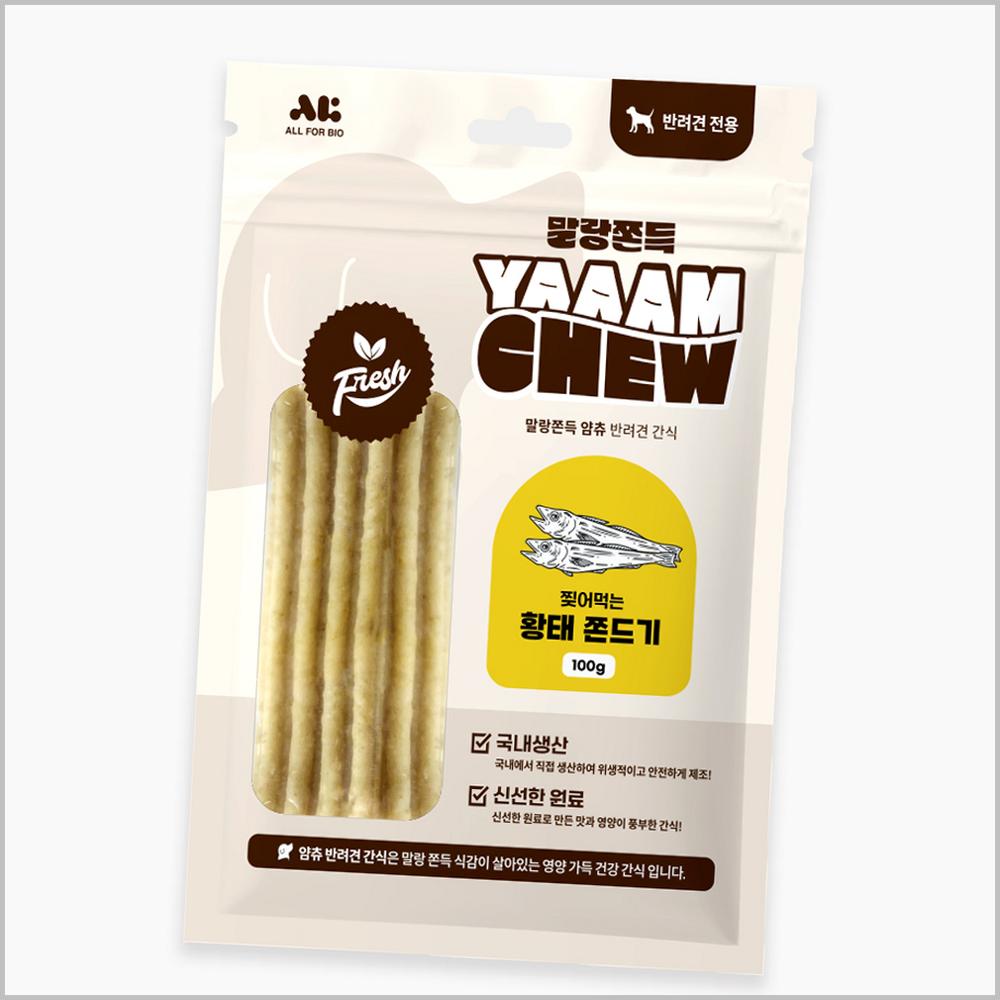 ALL FOR BIO
반려견 전용
말랑쫀득
YAAAM
CHEW
Fresh
말랑쫀득 얌츄 반려견 간식
찢어먹는
황태 쫀드기
100g
국내생산
국내에서 직접 생산하여 위생적이고 안전하게 제조!
신선한 원료
신선한 원료로 만든 맛과 영양이 풍부한 간식!
얌츄 반려견 간식은 말랑 쫀득 식감이 살아있는 영양 가득 건강 간식 입니다.